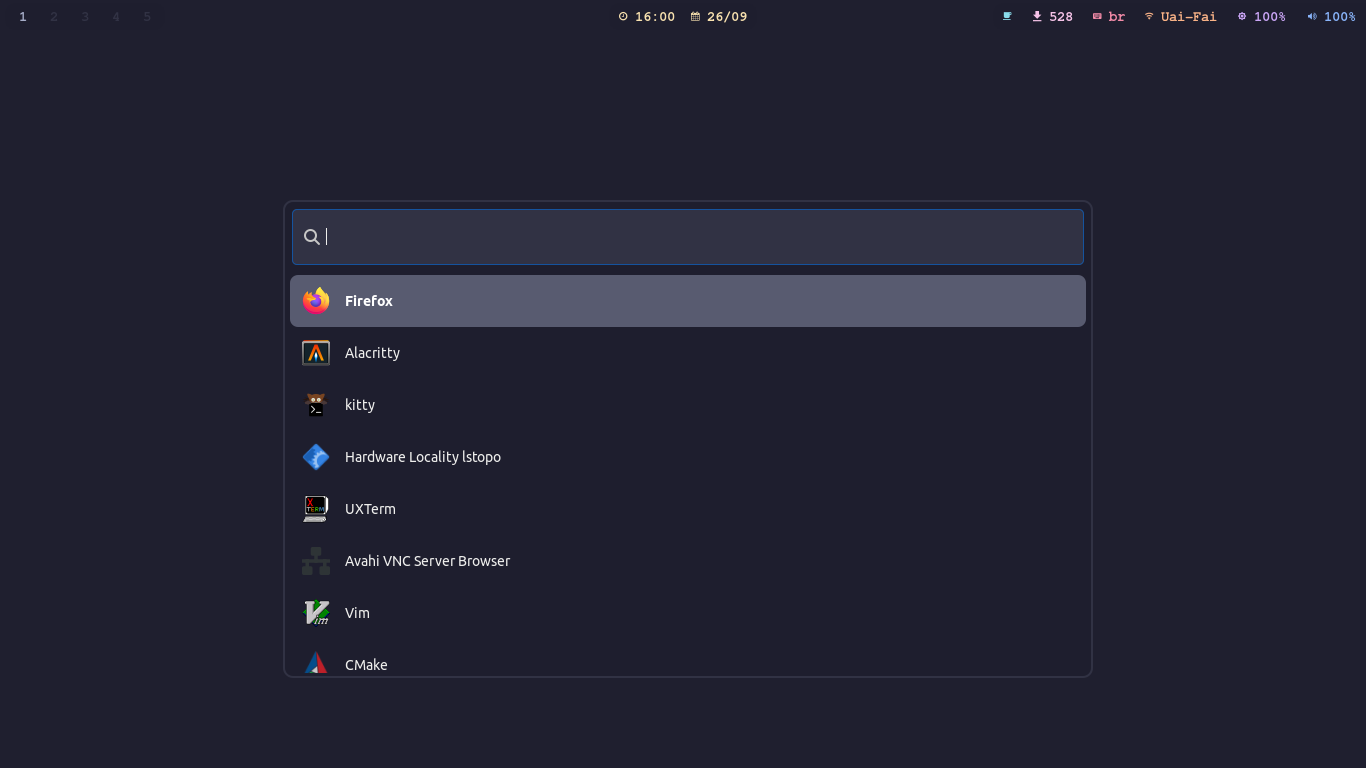 1 2 3 4 5 16:00 26/09 528 br Uai-Fai 100% 100%
Firefox
Alacritty
kitty
Hardware Locality lstopo
UXTerm
Avahi VNC Server Browser
Vim
CMake